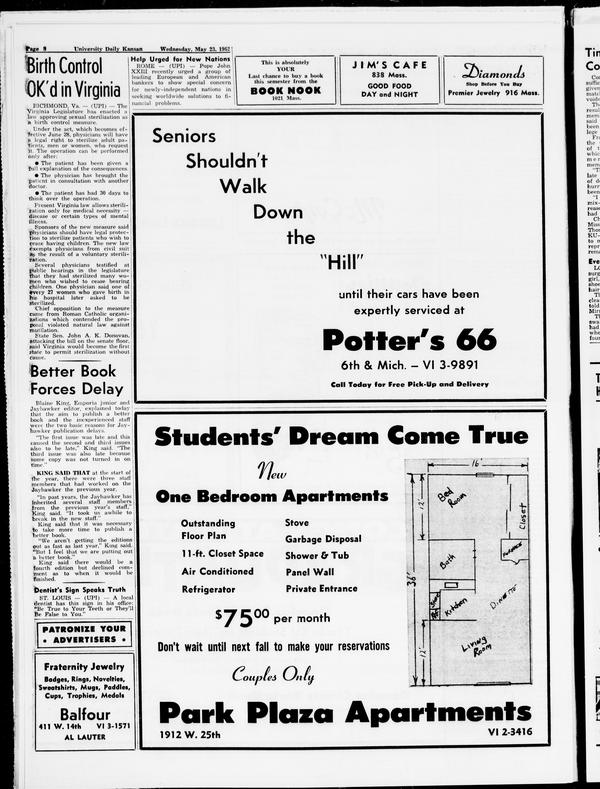 Page 8 University Daily Kansan Wednesday, May 23, 1962
Birth Control
OK'd in Virginia
RICHMOND, Va. — (UPI) — The
Virginia Legislature has enacted a
law approving sexual sterilization as
a birth control measure.
Under the act, which becomes ef-
fective June 28, physicians will have
a legal right to sterilize adult pa-
tients, men or women, who request
it. The operation can be performed
only after:
● The patient has been given a
full explanation of the consequences.
● The physician has brought the
patient in consultation with another
doctor.
● The patient has had 30 days to
think over the operation.
Present Virginia law allows sterili-
zation only for medical necessity —
disease or certain types of mental
illness.
Sponsors of the new measure said
physicians should have legal protec-
tion to sterilize patients who wish to
cease having children. The new law
exempts physicians from civil suit
as the result of a voluntary sterili-
zation.
Several physicians testified at
public hearings in the legislature
that they had sterilized many wo-
men who wished to cease bearing
children. One physician said one of
every 27 women who gave birth in
his hospital later asked to be
sterilized.
Chief opposition to the measure
came from Roman Catholic organi-
zations which contended the pro-
posal violated natural law against
mutilation.
State Sen. John A. K. Donovan,
attacking the bill on the senate floor,
said Virginia would become the first
state to permit sterilization without
cause.
Better Book
Forces Delay
Blaine King, Emporia junior and
Jayhawker editor, explained today
that the aim to publish a better
book and the inexperienced staff
were the two basic reasons for Jay-
hawker publication delays.
"The first issue was late and this
caused the second and third issues
also to be late," King said. "The
third issue was also late because
some copy was not turned in on
time."
KING SAID THAT at the start of
the year, there were three staff
members that had worked on the
Jayhawker the previous year.
"In past years, the Jayhawker has
inherited several staff members
from the previous year's staff,"
King said. "It took us awhile to
break in the new staff."
King said that it was necessary
to take more time to publish a
better book.
"We aren't getting the editions
out as fast as last year," King said.
"But I feel that we are putting out
a better book."
King said there would be a
fourth edition but declined com-
ment as to when it would be
finished.
Dentist's Sign Speaks Truth
ST. LOUIS — (UPI) — A local
dentist has this sign in his office:
"Be True to Your Teeth or They'll
Be False to You."
PATRONIZE YOUR
• ADVERTISERS •
Fraternity Jewelry
Badges, Rings, Novelties,
Sweatshirts, Mugs, Paddles,
Cups, Trophies, Medals
Balfour
411 W. 14th VI 3-1571
AL LAUTER
Help Urged for New Nations
ROME — (UPI) — Pope John
XXIII recently urged a group of
leading European and American
bankers to show special concern
for newly-independent nations in
seeking worldwide solutions to fi-
nancial problems.
This is absolutely
YOUR
Last chance to buy a book
this semester from the
BOOK NOOK
1021 Mass.
JIM'S CAFE
838 Mass.
GOOD FOOD
DAY and NIGHT
Diamonds
Shop Before You Buy
Premier Jewelry 916 Mass.
Seniors
Shouldn't
Walk
Down
the
"Hill"
until their cars have been
expertly serviced at
Potter's 66
6th & Mich. – VI 3-9891
Call Today for Free Pick-Up and Delivery
Students' Dream Come True
New
One Bedroom Apartments
Outstanding
Floor Plan
11-ft. Closet Space
Air Conditioned
Refrigerator
Stove
Garbage Disposal
Shower & Tub
Panel Wall
Private Entrance
$75.00 per month
Don't wait until next fall to make your reservations
Couples Only
Park Plaza Apartments
1912 W. 25th VI 2-3416
16'
12'
Bed
Room
Closet
Bath
36'
Kitchen
Dinette
Living
Room
12'